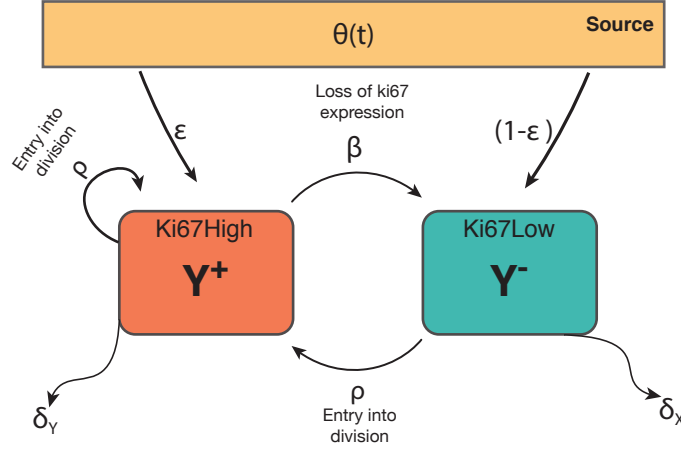 θ(t)
Source
Loss of ki67
expression
ε
(1-ε )
β
Entry into
division
ρ
Ki67High
Y+
Ki67Low
Y-
ρ
Entry into
division
δY
δX